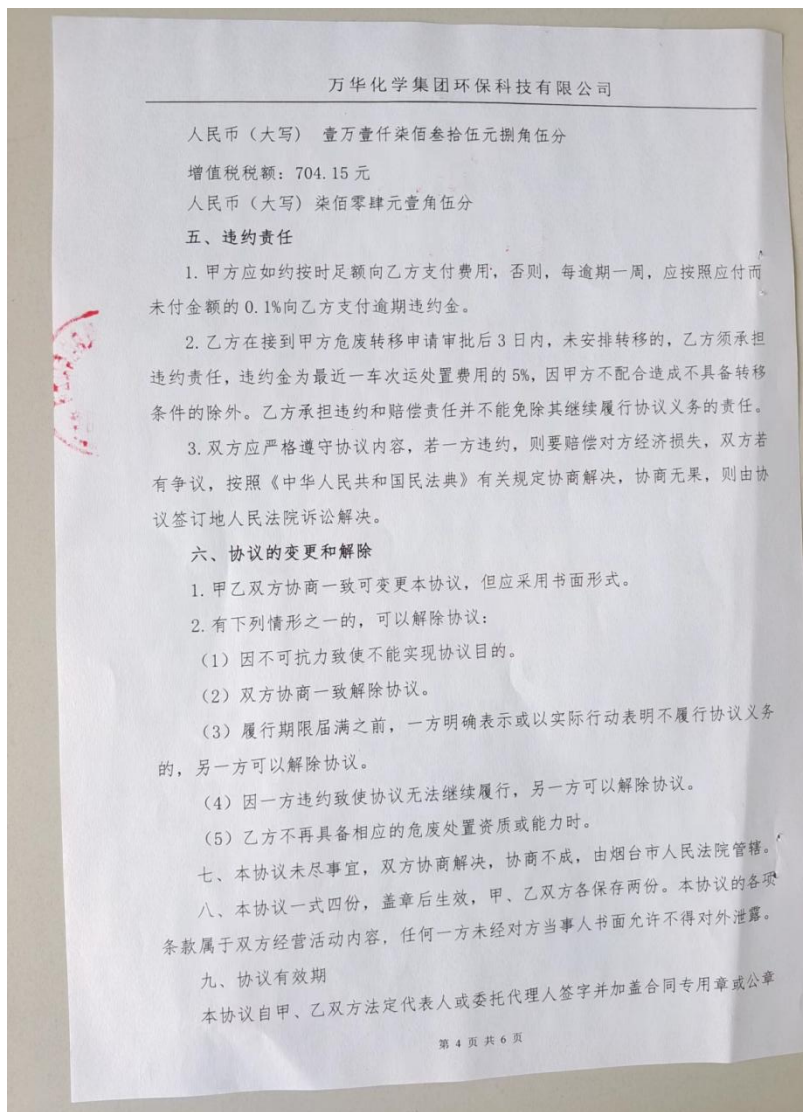 万华化学集团环保科技有限公司
人民币（大写） 壹万壹仟柒佰叁拾伍元捌角伍分
增值税税额：704.15 元
人民币（大写）柒佰零肆元壹角伍分
五、违约责任
1.甲方应如约按时足额向乙方支付费用，否则，每逾期一周，应按照应付而
未付金额的 0.1%向乙方支付逾期违约金。
2.乙方在接到甲方危废转移申请审批后 3 日内，未安排转移的，乙方须承担
违约责任，违约金为最近一车次运处置费用的 5%，因甲方不配合造成不具备转移
条件的除外。乙方承担违约和赔偿责任并不能免除其继续履行协议义务的责任。
3.双方应严格遵守协议内容，若一方违约，则要赔偿对方经济损失，双方若
有争议，按照《中华人民共和国民法典》有关规定协商解决，协商无果，则由协
议签订地人民法院诉讼解决。
六、协议的变更和解除
1.甲乙双方协商一致可变更本协议，但应采用书面形式。
2.有下列情形之一的，可以解除协议：
（1）因不可抗力致使不能实现协议目的。
（2）双方协商一致解除协议。
（3）履行期限届满之前，一方明确表示或以实际行动表明不履行协议义务
的，另一方可以解除协议。
（4）因一方违约致使协议无法继续履行，另一方可以解除协议。
（5）乙方不再具备相应的危废处置资质或能力时。
七、本协议未尽事宜，双方协商解决，协商不成，由烟台市人民法院管辖。
八、本协议一式四份，盖章后生效，甲、乙双方各保存两份。本协议的各项
条款属于双方经营活动内容，任何一方未经对方当事人书面允许不得对外泄露。
九、协议有效期
本协议自甲、乙双方法定代表人或委托代理人签字并加盖合同专用章或公章
第 4 页 共 6 页